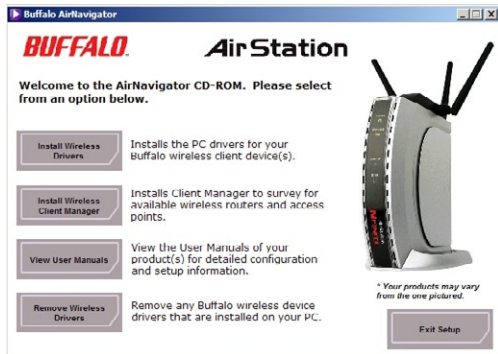 Buffalo AirNavigator
BUFFALO
AirStation
Welcome to the AirNavigator CD-ROM. Please select
from an option below.
Install Wireless
Drivers
Installs the PC drivers for your
Buffalo wireless client device(s).
Install Wireless
Client Manager
Installs Client Manager to survey for
available wireless routers and access
points.
View User Manuals
View the User Manuals of your
product(s) for detailed configuration
and setup information.
Remove Wireless
Drivers
Remove any Buffalo wireless device
drivers that are installed on your PC.
* Your products may vary
from the one pictured.
Exit Setup